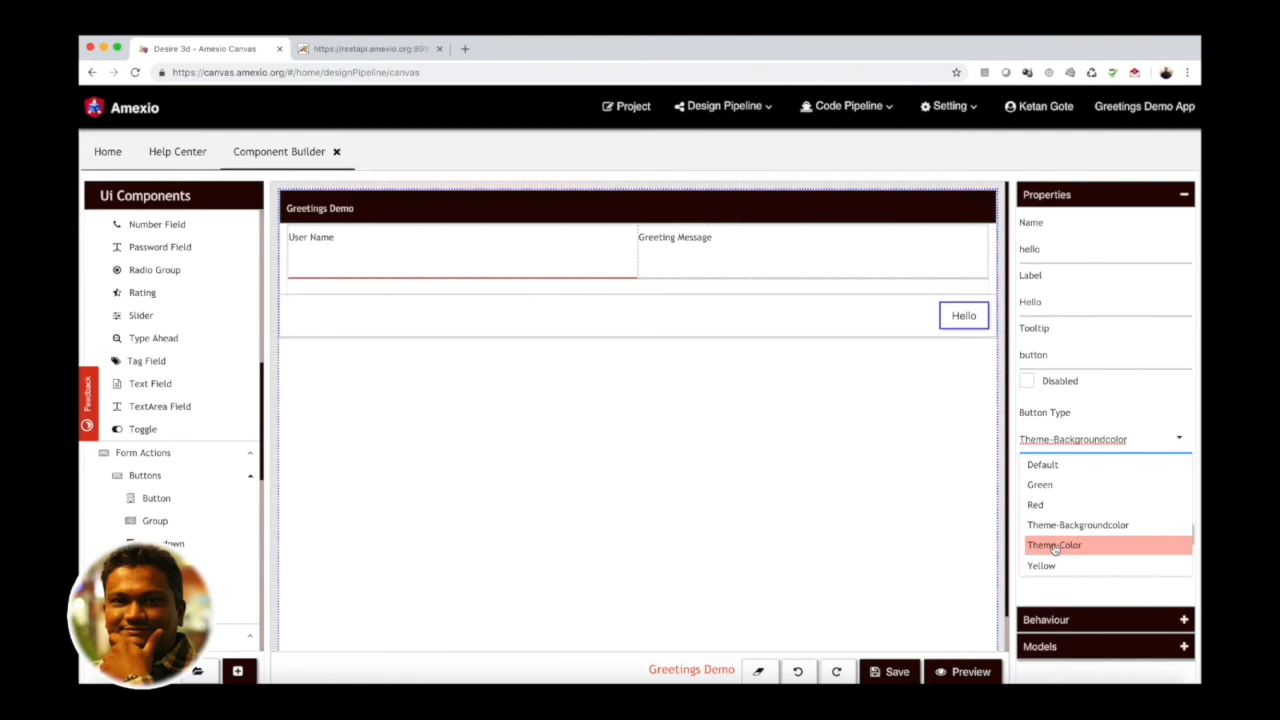 Desire 3d - Amexio Canvas
https://restapi.amexio.org:899
https://canvas.amexio.org/#/home/designPipeline/canvas
Amexio
Project
Design Pipeline
Code Pipeline
Setting
Ketan Gote
Greetings Demo App
Home
Help Center
Component Builder
Ui Components
Number Field
Password Field
Radio Group
Rating
Slider
Type Ahead
Tag Field
Text Field
TextArea Field
Toggle
Form Actions
Buttons
Button
Group
Feedback
Greetings Demo
User Name
Greeting Message
Hello
Greetings Demo
Save
Preview
Properties
Name
hello
Label
Hello
Tooltip
button
Disabled
Button Type
Theme-Backgroundcolor
Default
Green
Red
Theme-Backgroundcolor
Theme-Color
Yellow
Behaviour
Models